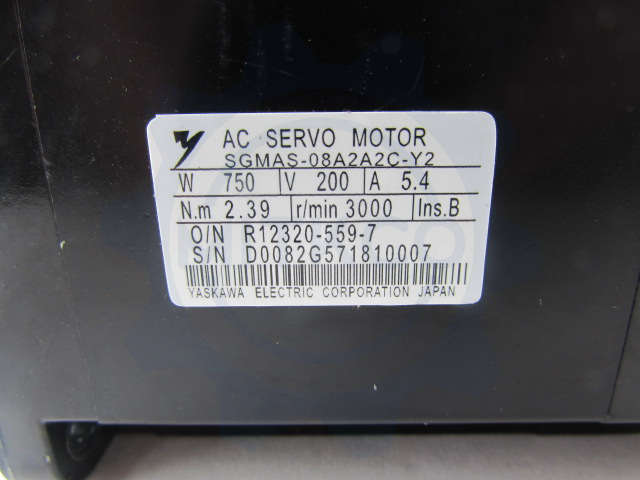 AC SERVO MOTOR
SGMAS-08A2A2C-Y2
W 750 V 200 A 5.4
N.m 2.39 r/min 3000 Ins.B
O/N R12320-559-7
S/N D0082G571810007
YASKAWA ELECTRIC CORPORATION JAPAN